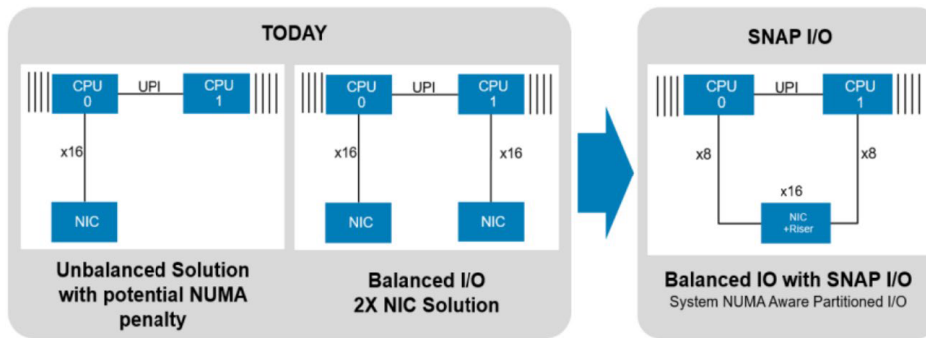 TODAY
CPU
0
UPI
CPU
1
x16
NIC
Unbalanced Solution
with potential NUMA
penalty
CPU
0
UPI
CPU
1
x16
x16
NIC
NIC
Balanced I/O
2X NIC Solution
SNAP I/O
CPU
0
UPI
CPU
1
x8
x8
x16
NIC
+Riser
Balanced IO with SNAP I/O
System NUMA Aware Partitioned I/O